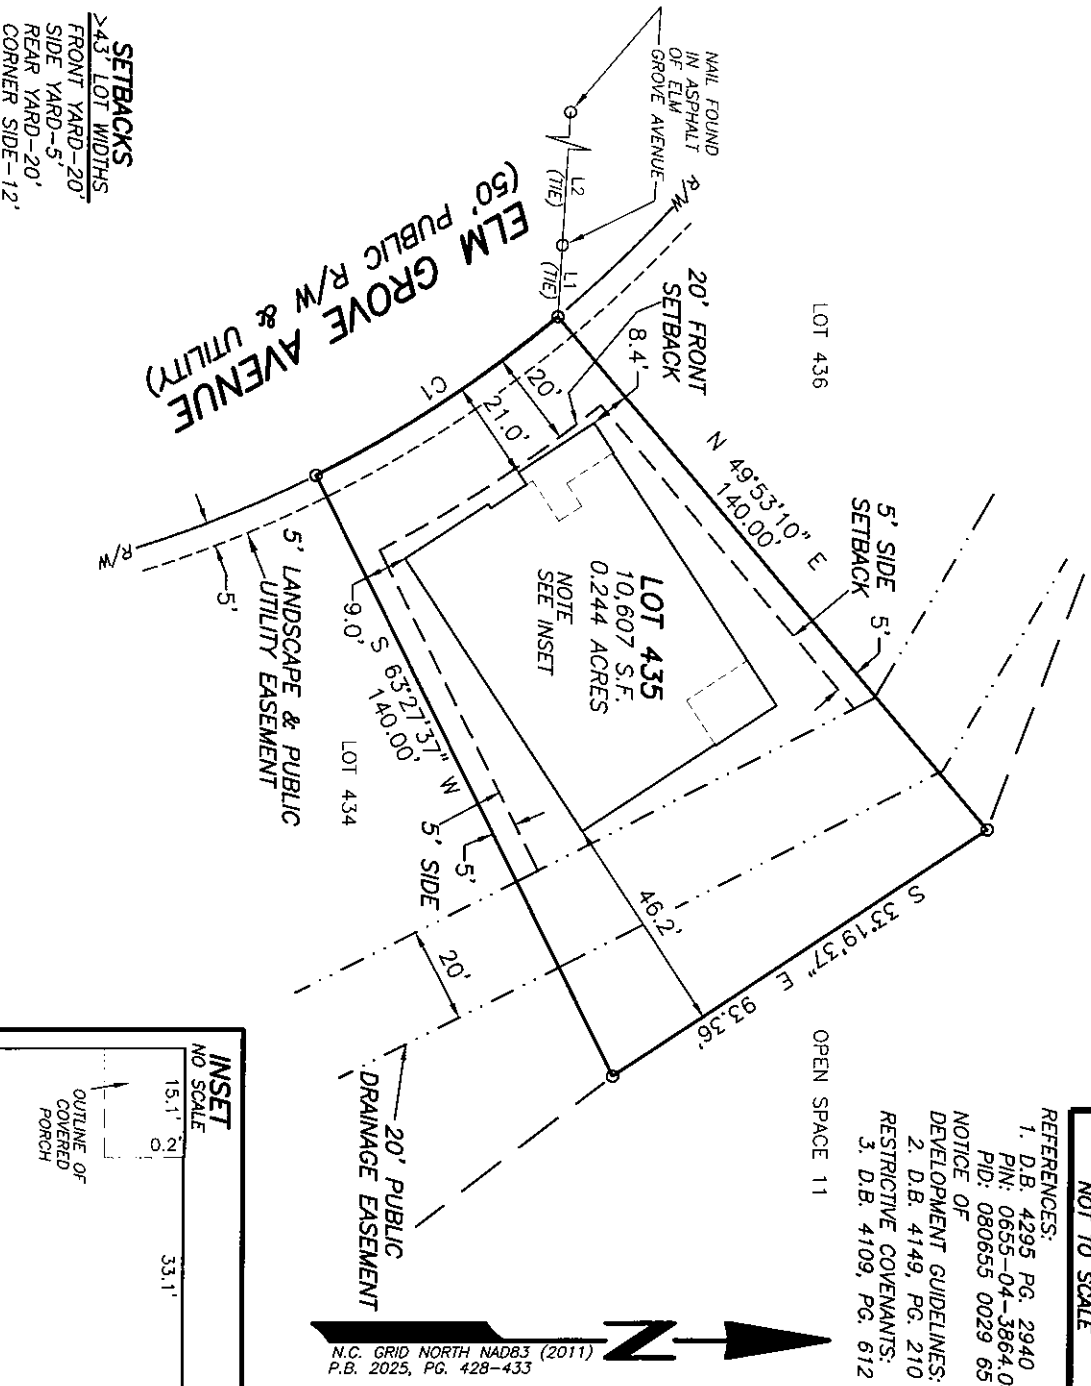 SETBACKS
>43' LOT WIDTHS
FRONT YARD-20'
SIDE YARD-5'
REAR YARD-20'
CORNER SIDE-12'
NAIL FOUND
IN ASPHALT
OF ELM
GROVE AVENUE
R/W
L2
(TIE)
L1
(TIE)
ELM GROVE AVENUE
(50' PUBLIC R/W & UTILITY)
C1
20' FRONT
SETBACK
8.4'
20'
21.0'
LOT 436
N 49°53'10" E
140.00'
5' SIDE
SETBACK
5'
LOT 435
10,607 S.F.
0.244 ACRES
NOTE
SEE INSET
9.0'
S 63°27'37" W
140.00'
R/W
5'
5' LANDSCAPE & PUBLIC
UTILITY EASEMENT
LOT 434
5' SIDE
5'
46.2'
20'
S 33°19'37" E 93.36'
OPEN SPACE 11
20' PUBLIC
DRAINAGE EASEMENT
NOT TO SCALE
REFERENCES:
1. D.B. 4295 PG. 2940
PIN: 0655-04-3864.0
PID: 080655 0029 65
NOTICE OF
DEVELOPMENT GUIDELINES:
2. D.B. 4149, PG. 210
RESTRICTIVE COVENANTS:
3. D.B. 4109, PG. 612
N
N.C. GRID NORTH NAD83 (2011)
P.B. 2025, PG. 428-433
INSET
NO SCALE
15.1'
0.2'
33.1'
OUTLINE OF
COVERED
PORCH